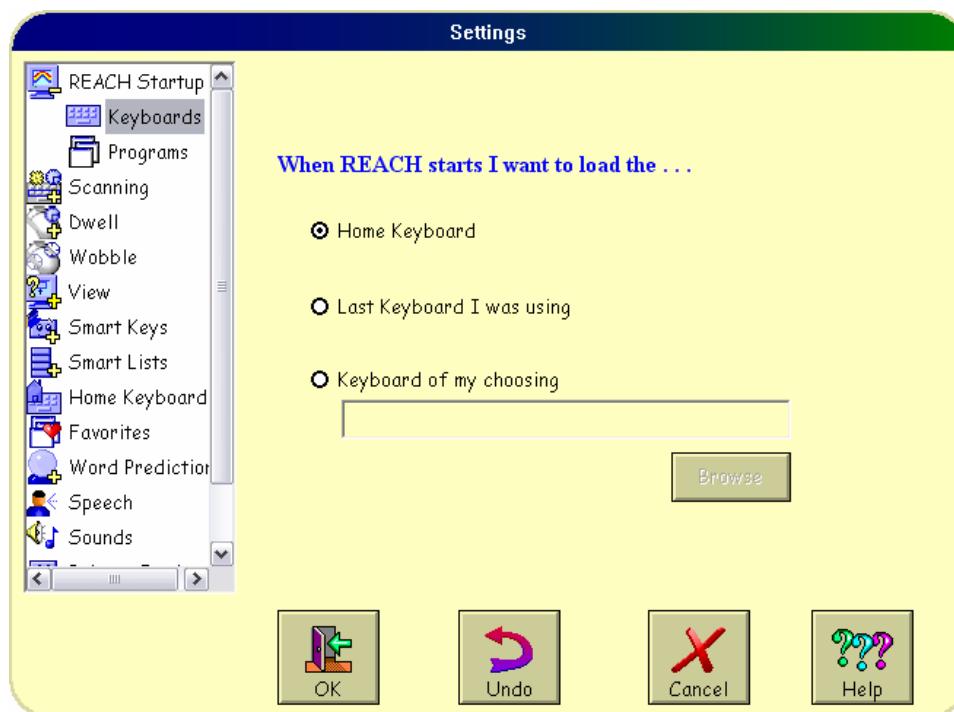 Settings
REACH Startup
Keyboards
Programs
Scanning
Dwell
Wobble
View
Smart Keys
Smart Lists
Home Keyboard
Favorites
Word Prediction
Speech
Sounds
When REACH starts I want to load the . . .
Home Keyboard
Last Keyboard I was using
Keyboard of my choosing
Browse
OK
Undo
Cancel
Help